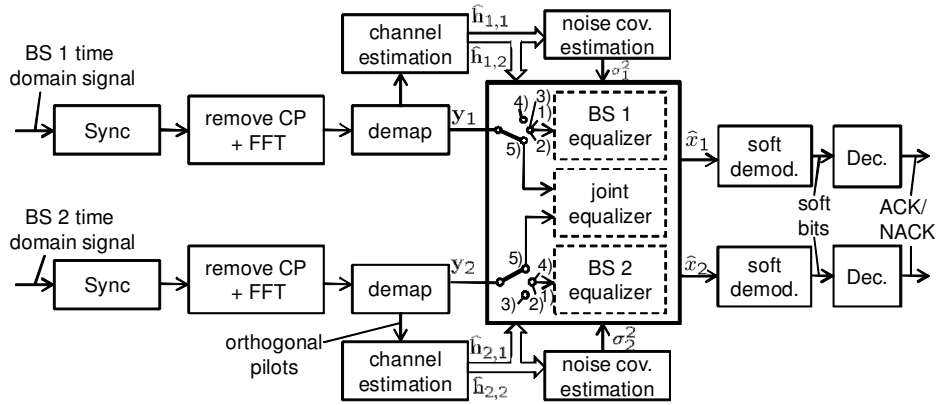 BS 1 time
domain signal
Sync
remove CP
+ FFT
demap
channel
estimation
ĥ1,1
ĥ1,2
noise cov.
estimation
σ²1
y1
4)
3)
1)
2)
5)
BS 1
equalizer
joint
equalizer
BS 2
equalizer
x̂1
soft
demod.
Dec.
soft
bits
ACK/
NACK
BS 2 time
domain signal
Sync
remove CP
+ FFT
demap
y2
5)
4)
1)
2)
3)
x̂2
soft
demod.
Dec.
orthogonal
pilots
channel
estimation
ĥ2,1
ĥ2,2
σ²2
noise cov.
estimation